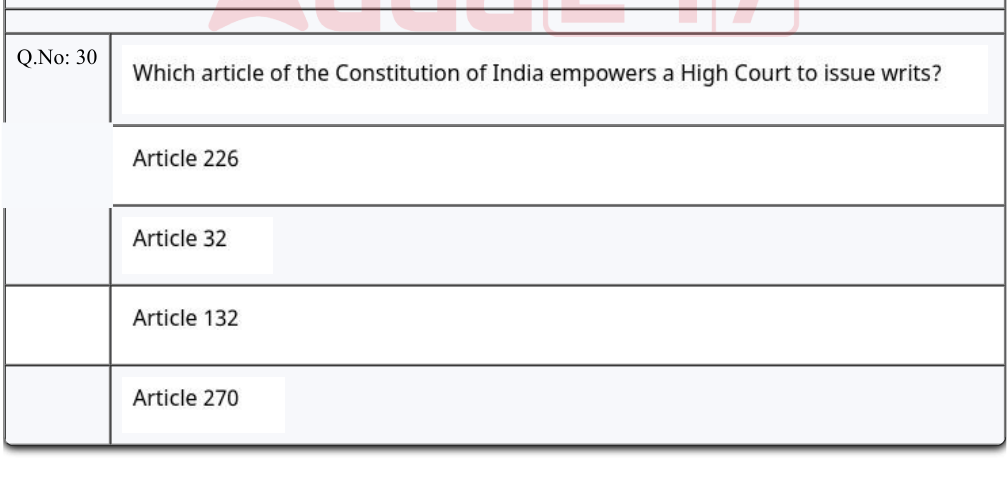 Q.No: 30
Which article of the Constitution of India empowers a High Court to issue writs?
Article 226
Article 32
Article 132
Article 270